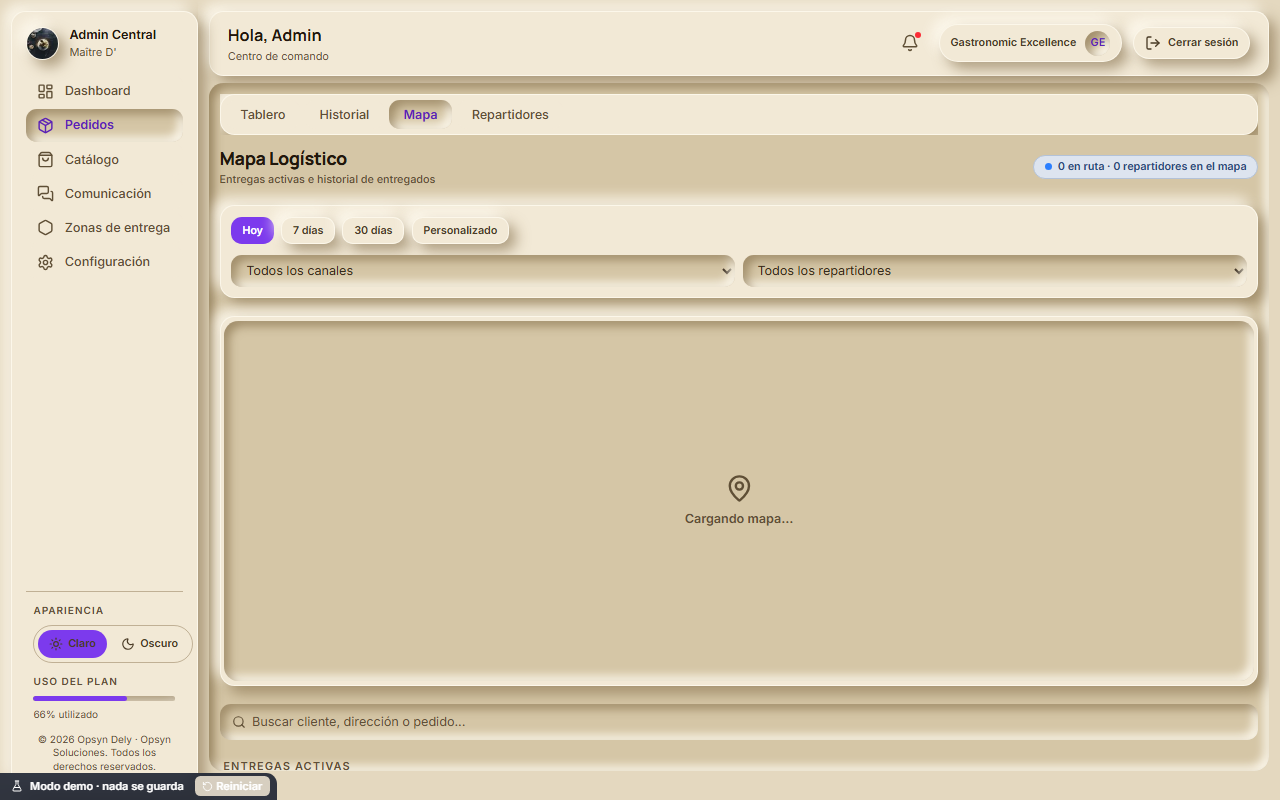 Admin Central
Maître D'
Dashboard
Pedidos
Catálogo
Comunicación
Zonas de entrega
Configuración
APARIENCIA
Claro
Oscuro
USO DEL PLAN
66% utilizado
© 2026 Opsyn Dely · Opsyn
Soluciones. Todos los
derechos reservados.
Modo demo · nada se guarda
Reiniciar
Hola, Admin
Centro de comando
Gastronomic Excellence GE
Cerrar sesión
Tablero
Historial
Mapa
Repartidores
Mapa Logístico
Entregas activas e historial de entregados
0 en ruta · 0 repartidores en el mapa
Hoy
7 días
30 días
Personalizado
Todos los canales
Todos los repartidores
Cargando mapa...
Buscar cliente, dirección o pedido...
ENTREGAS ACTIVAS